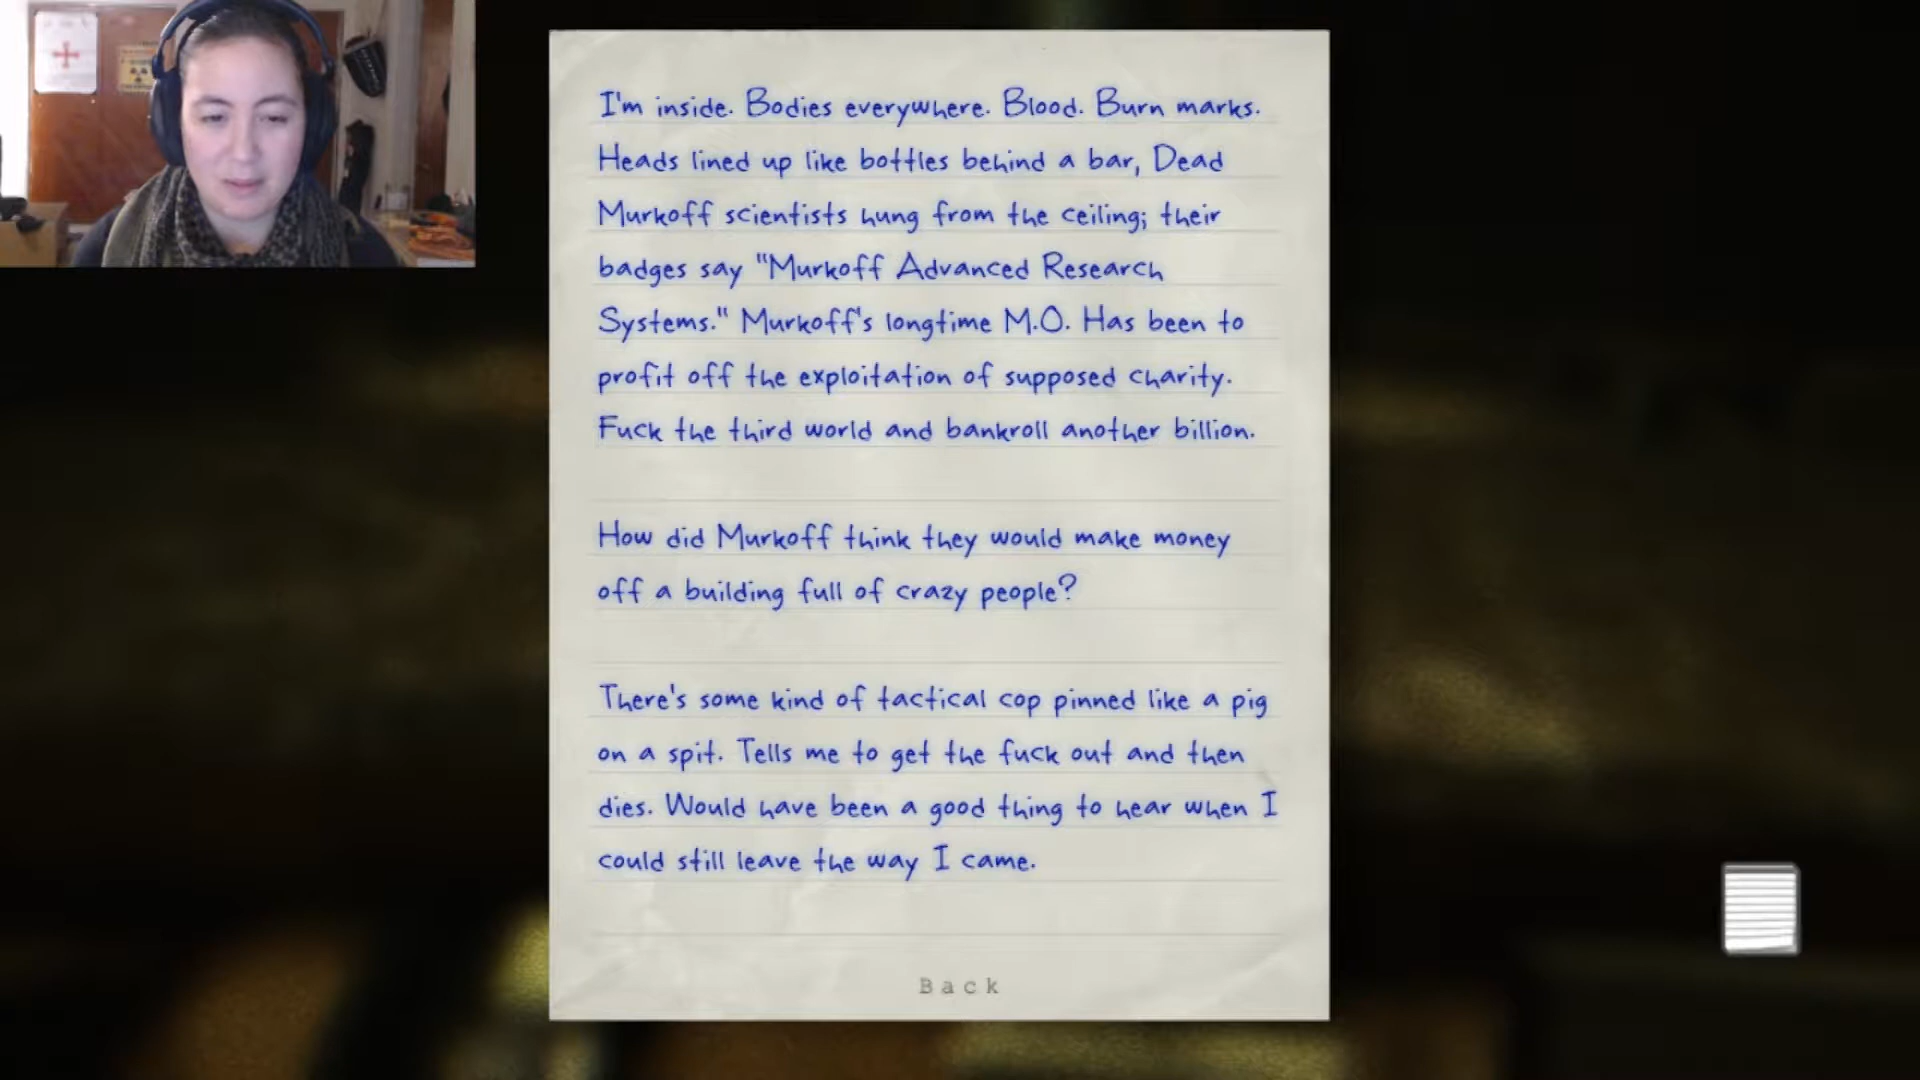 I'm inside. Bodies everywhere. Blood. Burn marks.
Heads lined up like bottles behind a bar, Dead
Murkoff scientists hung from the ceiling; their
badges say "Murkoff Advanced Research
Systems." Murkoff's longtime M.O. Has been to
profit off the exploitation of supposed charity.
Fuck the third world and bankroll another billion.
How did Murkoff think they would make money
off a building full of crazy people?
There's some kind of tactical cop pinned like a pig
on a spit. Tells me to get the fuck out and then
dies. Would have been a good thing to hear when I
could still leave the way I came.
Back